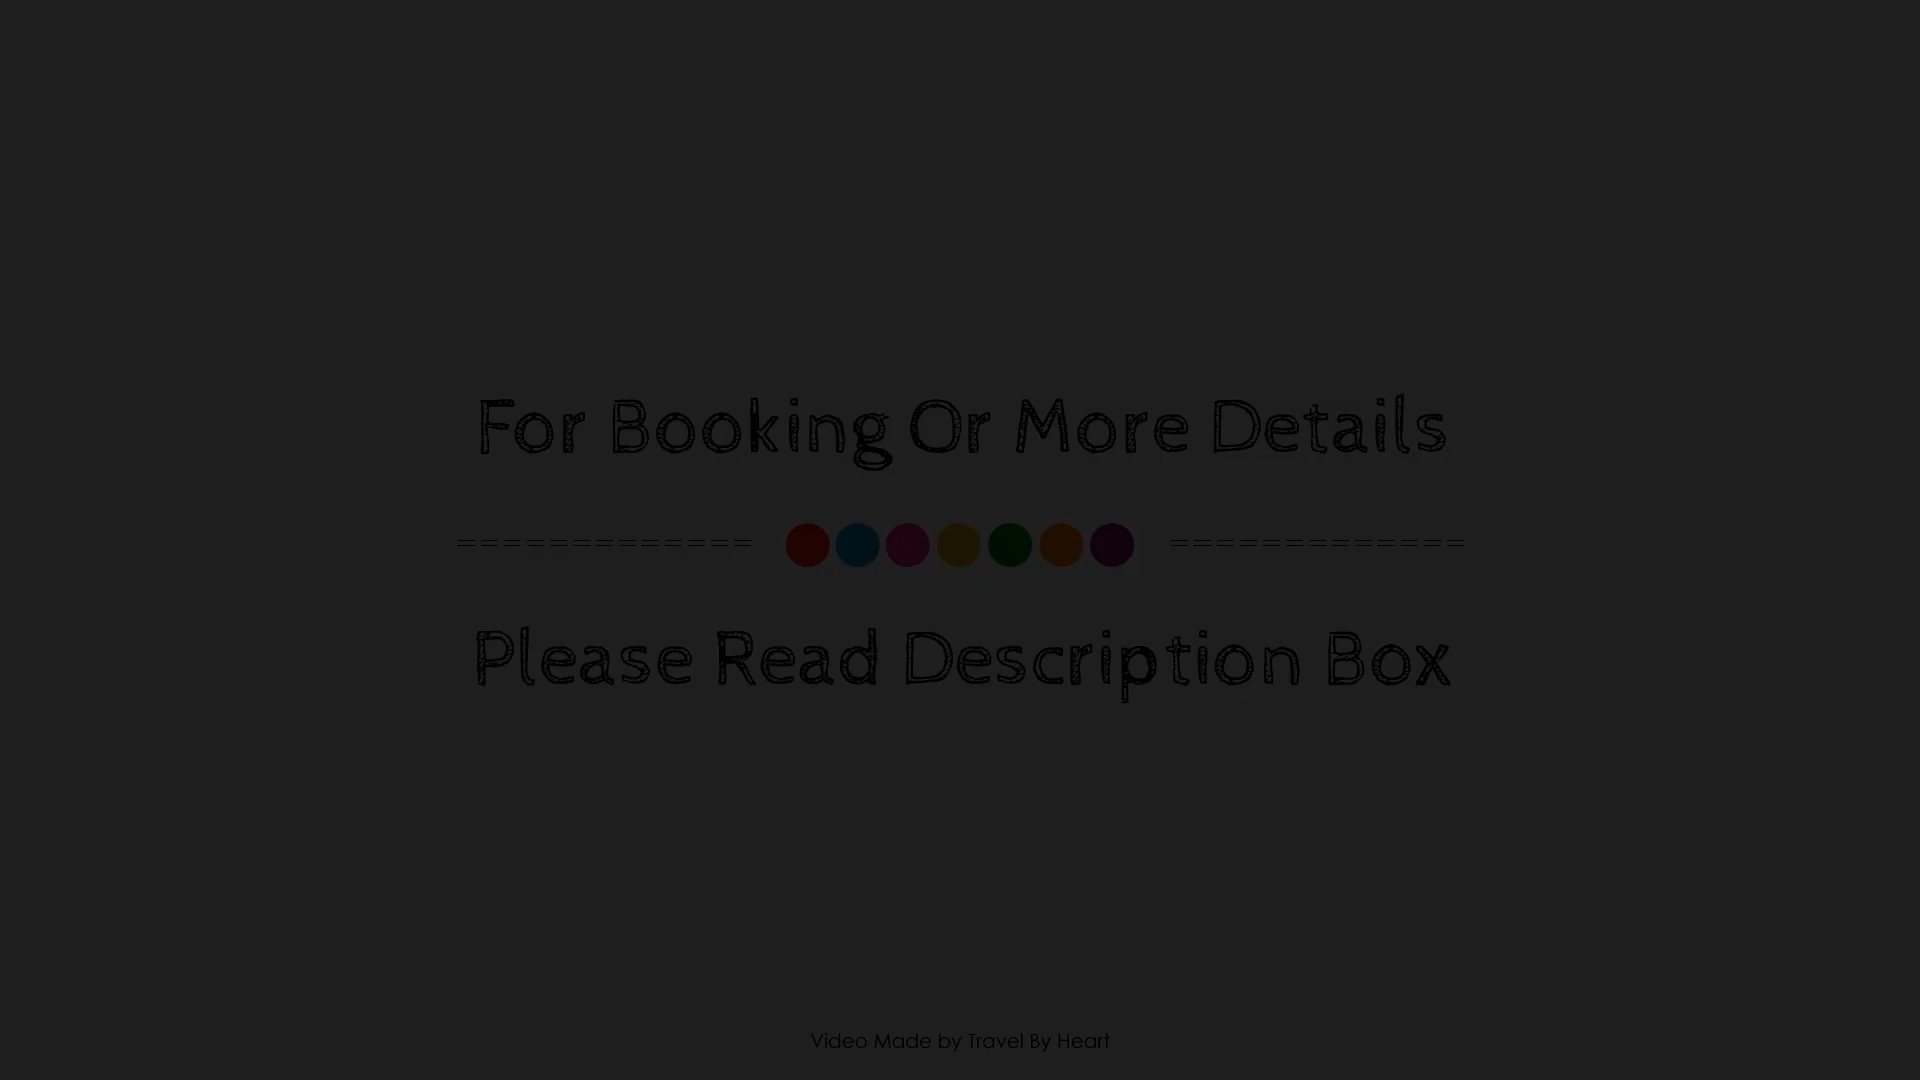 For Booking Or More Details
============= =============
Please Read Description Box
Video Made by Travel By Heart